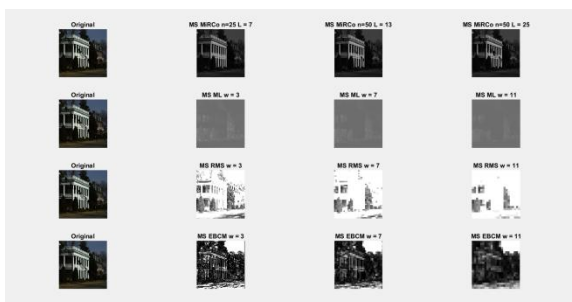 Original MS MiRCo n=25 L = 7 MS MiRCo n=50 L = 13 MS MiRCo n=50 L = 25
Original MS ML w = 3 MS ML w = 7 MS ML w = 11
Original MS RMS w = 3 MS RMS w = 7 MS RMS w = 11
Original MS EBCM w = 3 MS EBCM w = 7 MS EBCM w = 11